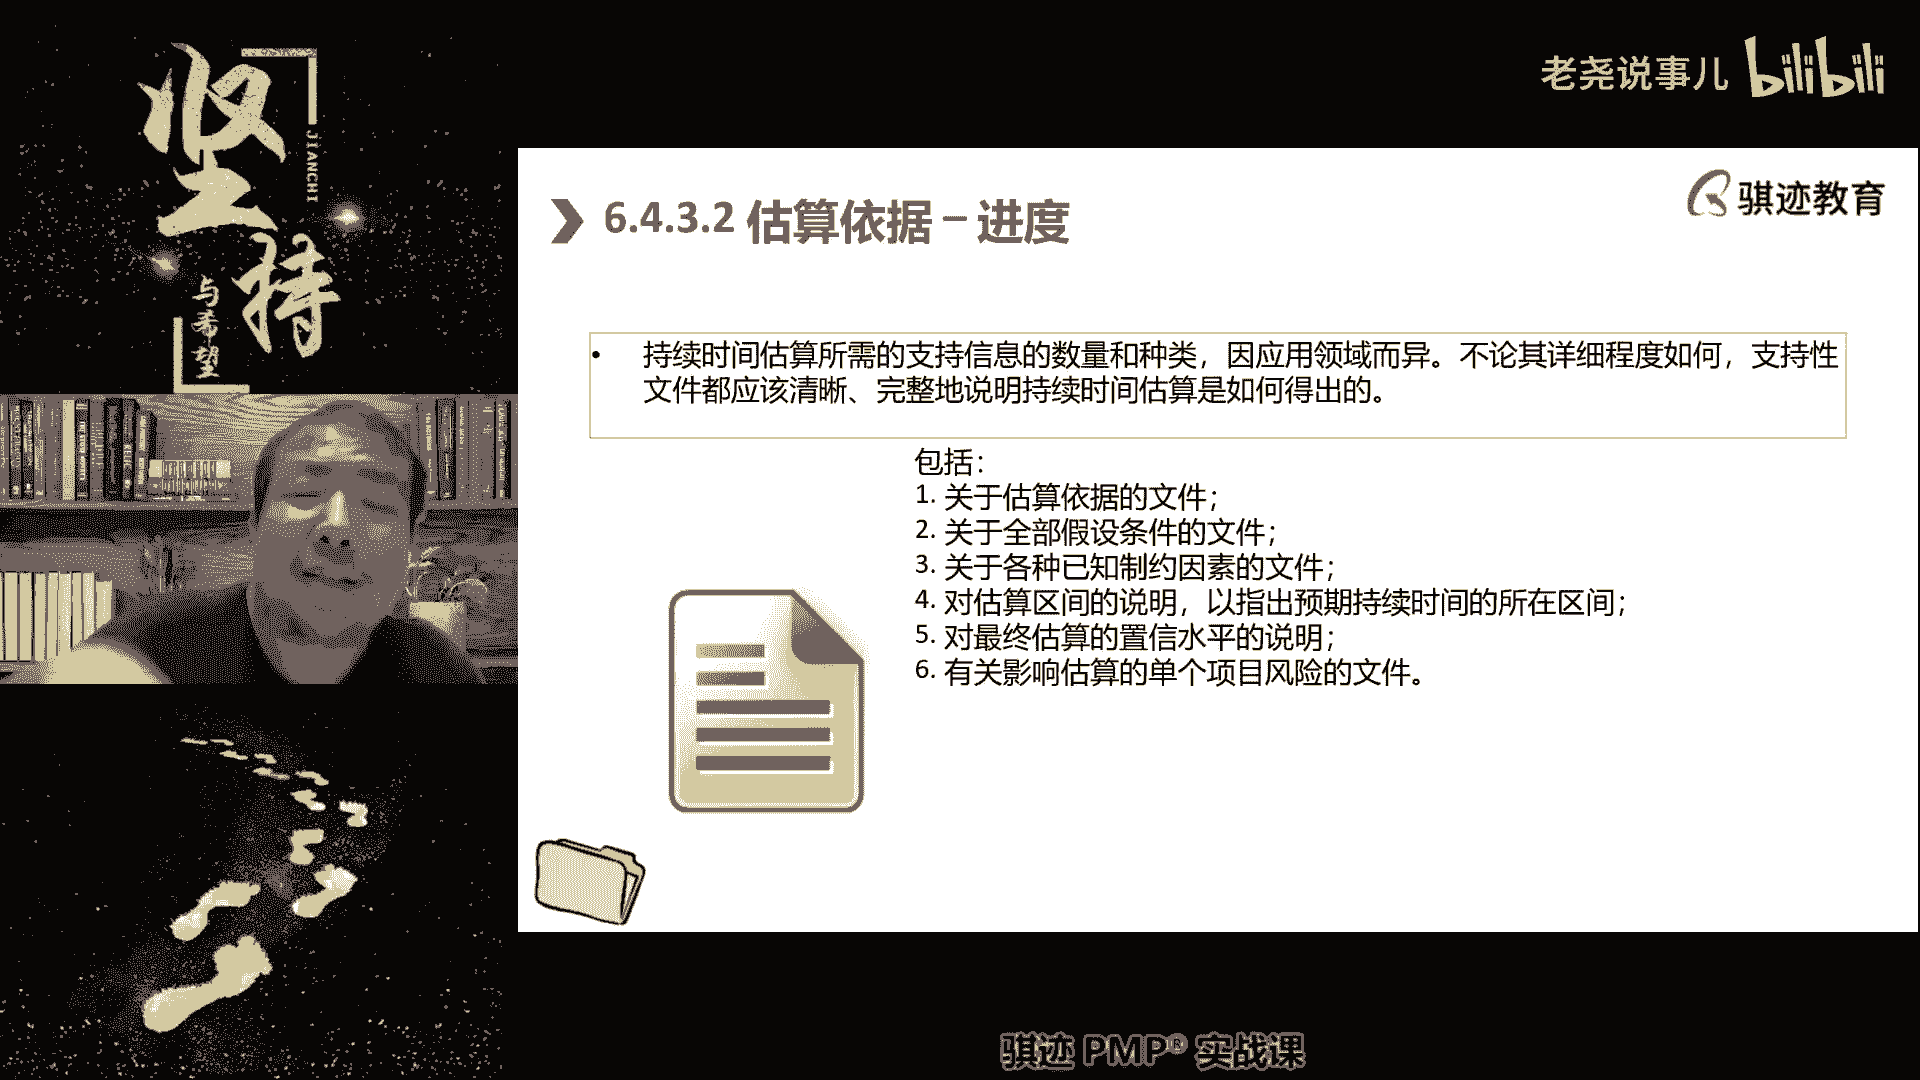 坚持
JIANCHI
与希望
老尧说事儿 bilibili
骐迹教育
6.4.3.2 估算依据 – 进度
• 持续时间估算所需的支持信息的数量和种类，因应用领域而异。不论其详细程度如何，支持性
文件都应该清晰、完整地说明持续时间估算是如何得出的。
包括：
1. 关于估算依据的文件；
2. 关于全部假设条件的文件；
3. 关于各种已知制约因素的文件；
4. 对估算区间的说明，以指出预期持续时间的所在区间；
5. 对最终估算的置信水平的说明；
6. 有关影响估算的单个项目风险的文件。
骐迹 PMP® 实战课